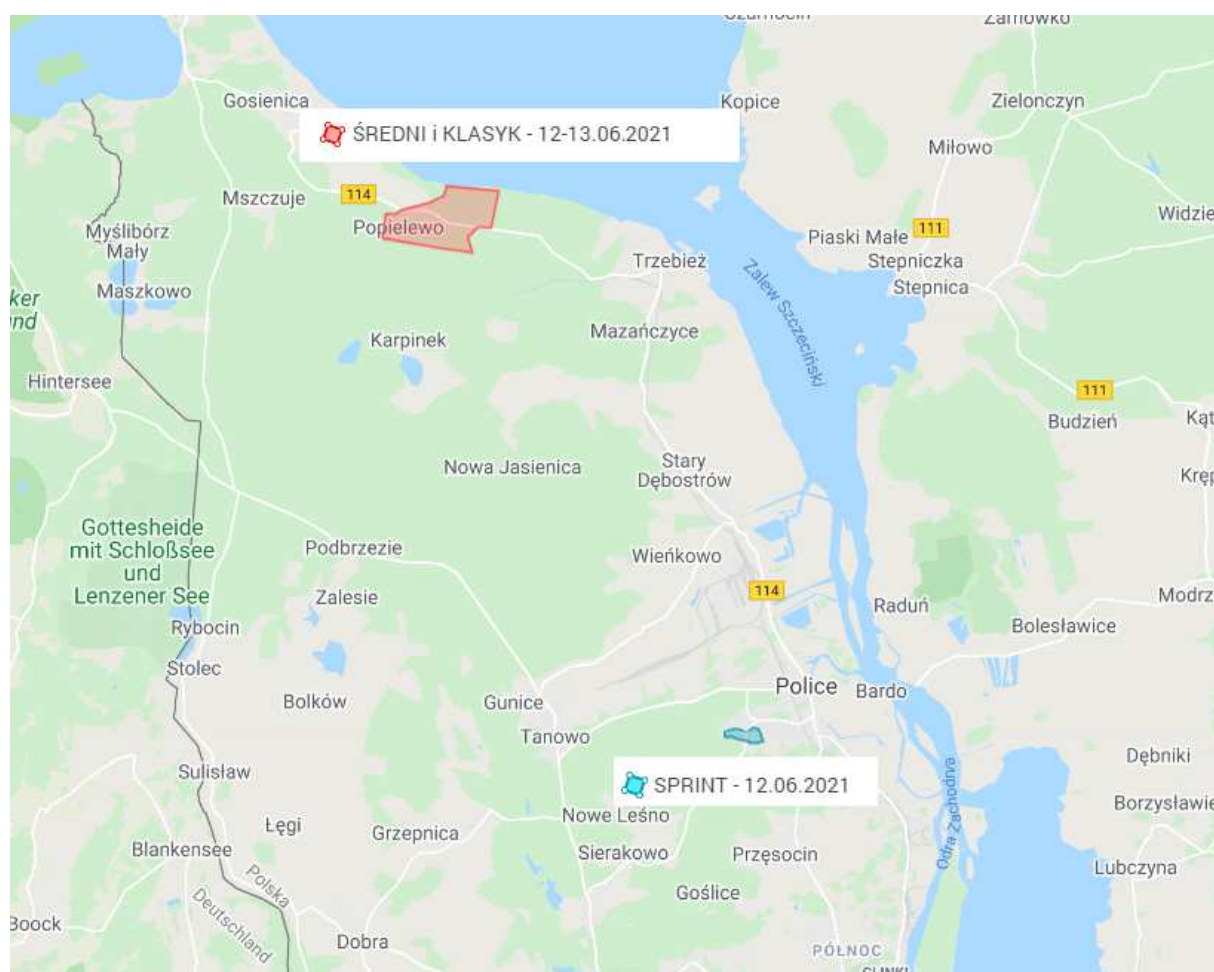 Zarnówko
Gosienica
Kopice
Zielonczyn
ŚREDNI i KLASYK - 12-13.06.2021
Miłowo
Mszczuje
114
Widzie
Popielewo
111
Myślibórz
Mały
Piaski Małe
Stepniczka
Trzebież
Stepnica
Maszkowo
ker
nd
Zalew Szczeciński
Mazańczyce
Karpinek
Hintersee
111
Budzień
Kąt
Nowa Jasienica
Stary
Dębostrów
Kręp
Gottesheide
mit Schloßsee
und
Lenzener See
Podbrzezie
Wieńkowo
114
Zalesie
Raduń
Modrz
Rybocin
Bolesławice
Stolec
Police
Bardo
Bolków
Gunice
Tanowo
Dębniki
Sulisław
SPRINT - 12.06.2021
Odra Zachodnia
Borzysławie
Nowe Leśno
Łęgi
Grzepnica
Blankensee
Sierakowo
Przęsocin
Lubczyna
Polska
Deutschland
Goślice
Boock
Dobra
PÓŁNOC